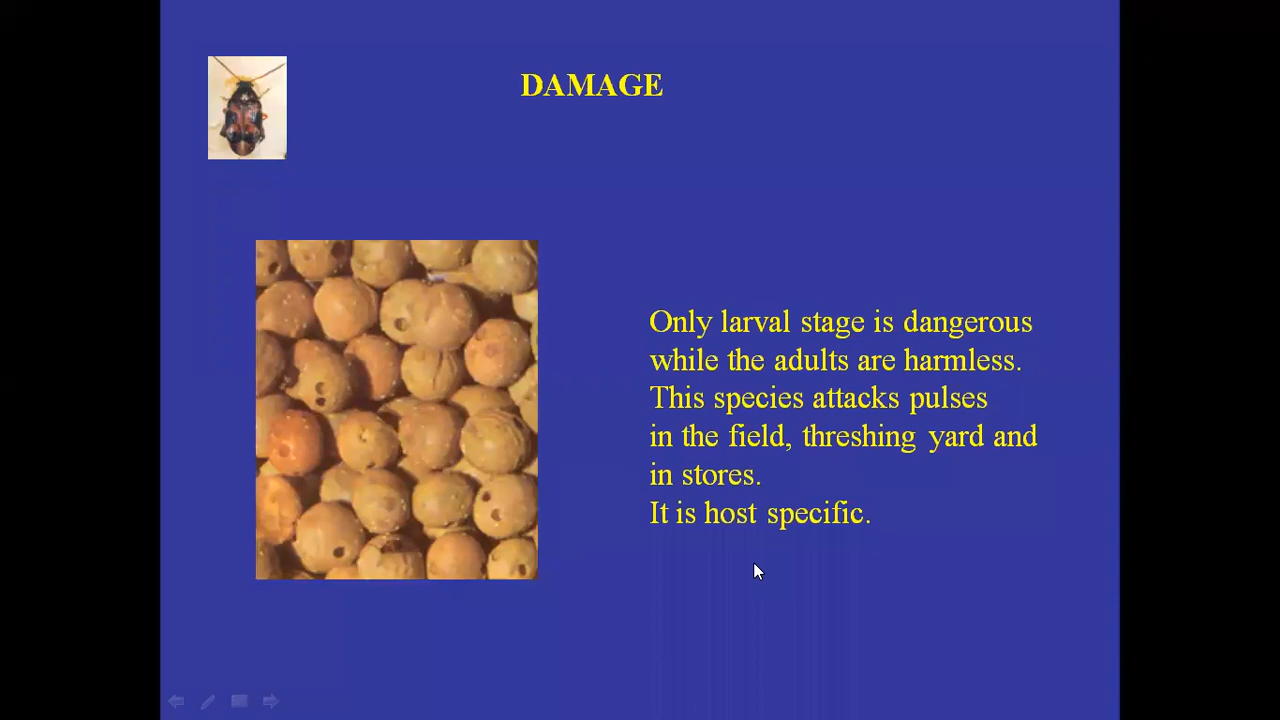 DAMAGE
Only larval stage is dangerous
while the adults are harmless.
This species attacks pulses
in the field, threshing yard and
in stores.
It is host specific.